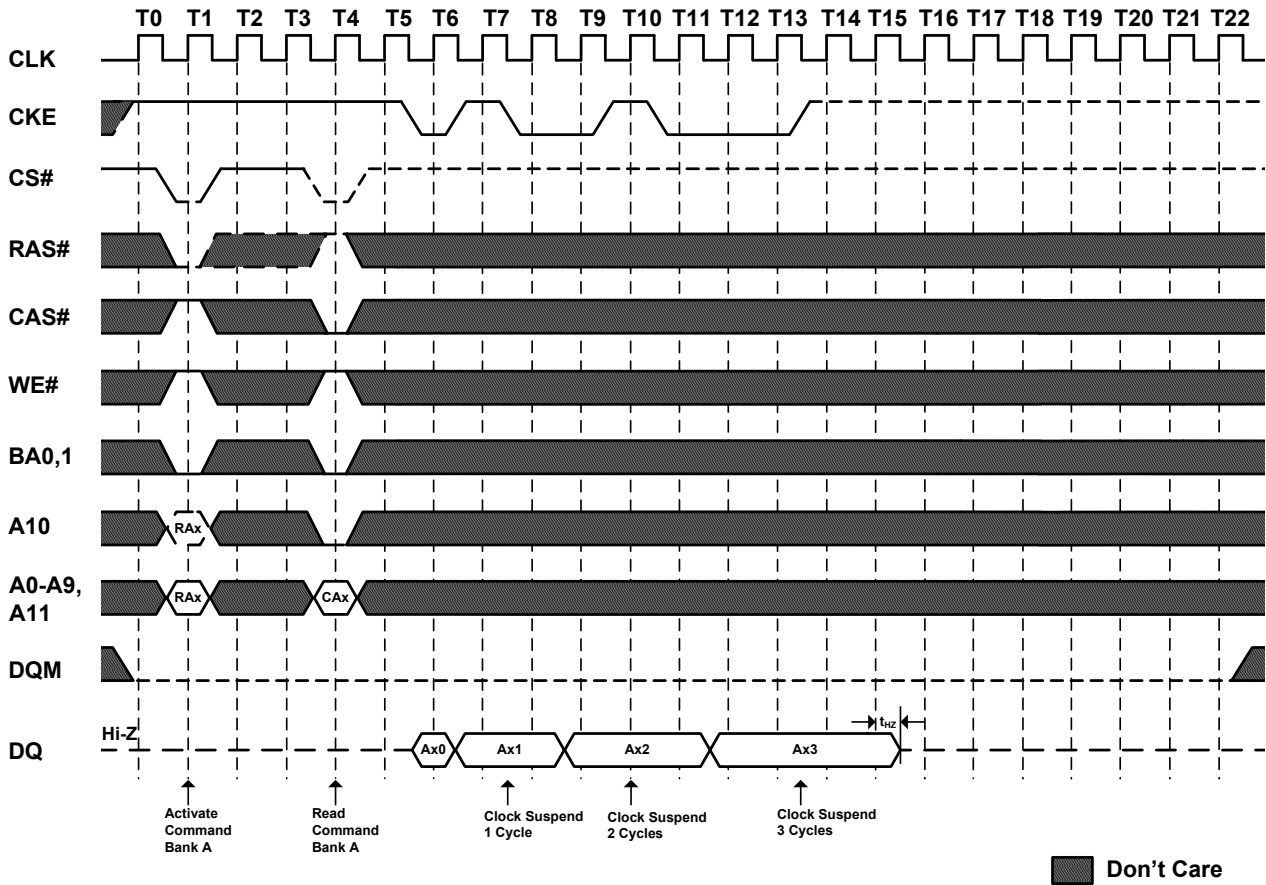 T0 T1 T2 T3 T4 T5 T6 T7 T8 T9 T10 T11 T12 T13 T14 T15 T16 T17 T18 T19 T20 T21 T22
CLK
CKE
CS#
RAS#
CAS#
WE#
BA0,1
A10
RAx
A0-A9,
A11
RAx
CAx
DQM
tHZ
Hi-Z
DQ
Ax0
Ax1
Ax2
Ax3
Activate
Command
Bank A
Read
Command
Bank A
Clock Suspend
1 Cycle
Clock Suspend
2 Cycles
Clock Suspend
3 Cycles
Don't Care